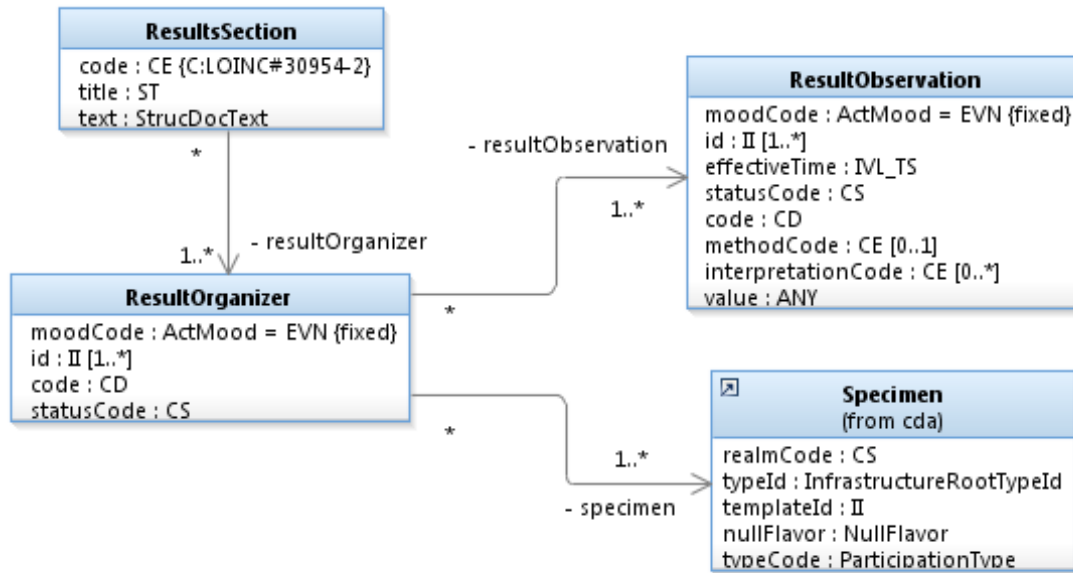 ResultsSection
code : CE {C:LOINC#30954-2}
title : ST
text : StrucDocText
*
1..*
- resultOrganizer
ResultOrganizer
moodCode : ActMood = EVN {fixed}
id : II [1..*]
code : CD
statusCode : CS
*
*
- resultObservation
1..*
ResultObservation
moodCode : ActMood = EVN {fixed}
id : II [1..*]
effectiveTime : IVL_TS
statusCode : CS
code : CD
methodCode : CE [0..1]
interpretationCode : CE [0..*]
value : ANY
1..*
- specimen
Specimen
(from cda)
realmCode : CS
typeId : InfrastructureRootTypeId
templateId : II
nullFlavor : NullFlavor
typeCode : ParticipationType